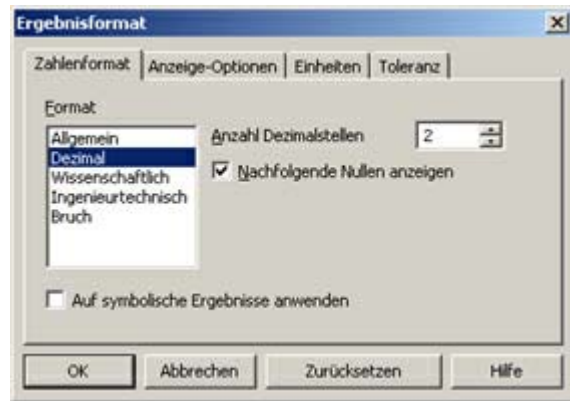 Ergebnisformat
Zahlenformat Anzeige-Optionen Einheiten Toleranz
Format
Allgemein
Dezimal
Wissenschaftlich
Ingenieurtechnisch
Bruch
Anzahl Dezimalstellen 2
Nachfolgende Nullen anzeigen
Auf symbolische Ergebnisse anwenden
OK Abbrechen Zurücksetzen Hilfe